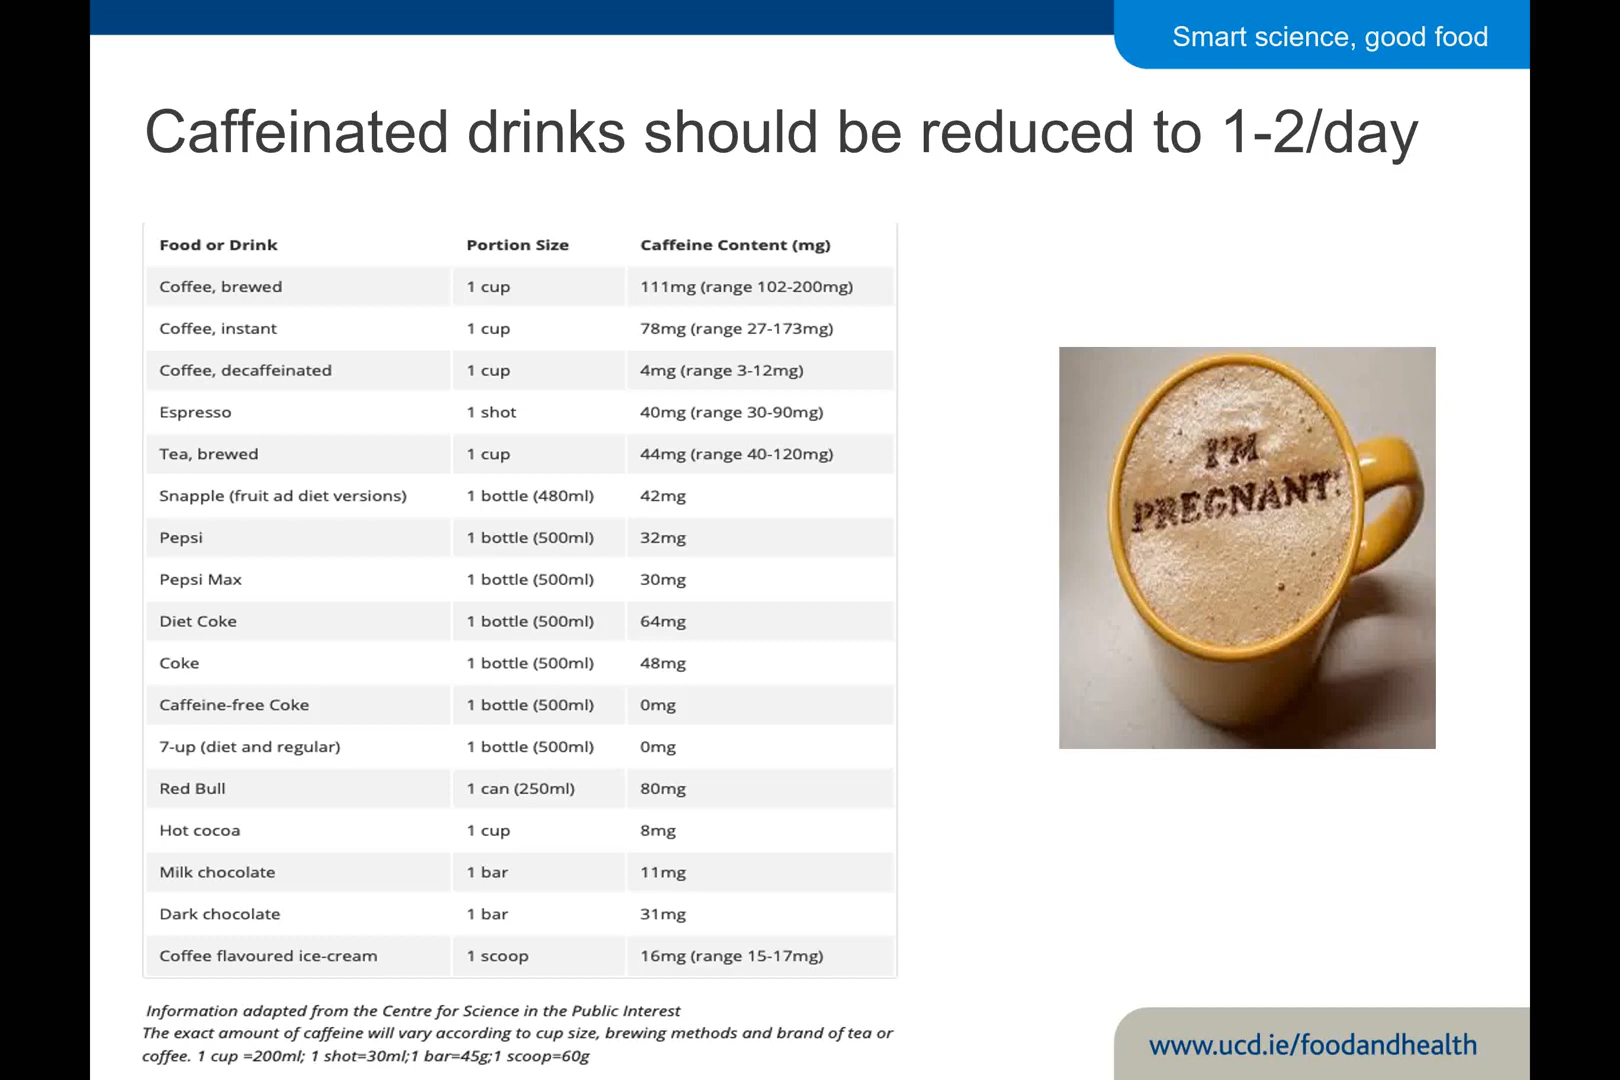 Smart science, good food
Caffeinated drinks should be reduced to 1-2/day
Food or Drink Portion Size Caffeine Content (mg)
Coffee, brewed 1 cup 111mg (range 102-200mg)
Coffee, instant 1 cup 78mg (range 27-173mg)
Coffee, decaffeinated 1 cup 4mg (range 3-12mg)
Espresso 1 shot 40mg (range 30-90mg)
Tea, brewed 1 cup 44mg (range 40-120mg)
Snapple (fruit ad diet versions) 1 bottle (480ml) 42mg
Pepsi 1 bottle (500ml) 32mg
Pepsi Max 1 bottle (500ml) 30mg
Diet Coke 1 bottle (500ml) 64mg
Coke 1 bottle (500ml) 48mg
Caffeine-free Coke 1 bottle (500ml) 0mg
7-up (diet and regular) 1 bottle (500ml) 0mg
Red Bull 1 can (250ml) 80mg
Hot cocoa 1 cup 8mg
Milk chocolate 1 bar 11mg
Dark chocolate 1 bar 31mg
Coffee flavoured ice-cream 1 scoop 16mg (range 15-17mg)
Information adapted from the Centre for Science in the Public Interest
The exact amount of caffeine will vary according to cup size, brewing methods and brand of tea or
coffee. 1 cup =200ml; 1 shot=30ml;1 bar=45g;1 scoop=60g
I'M
PREGNANT!
www.ucd.ie/foodandhealth